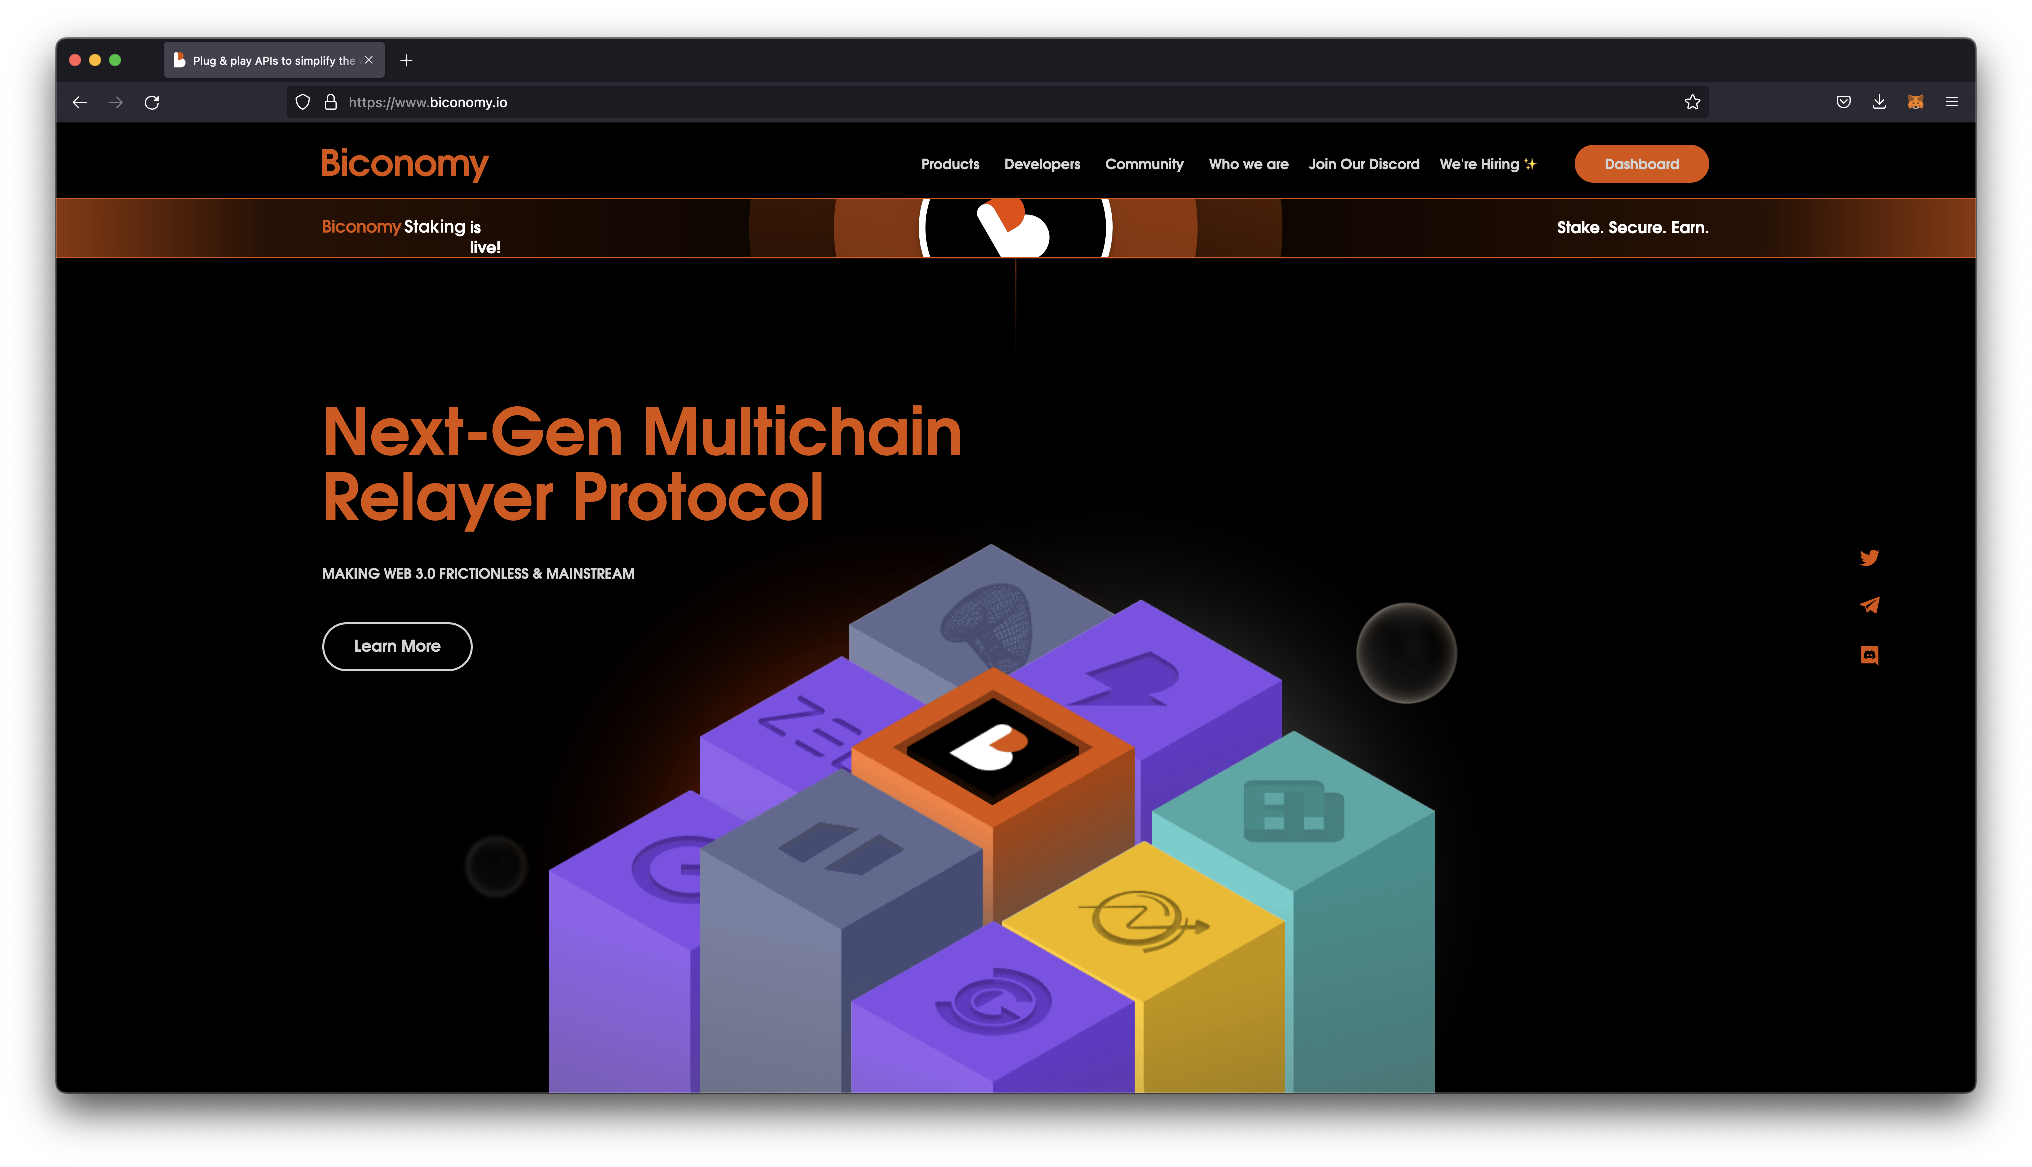 Plug & play APIs to simplify the
https://www.biconomy.io
Biconomy
Products Developers Community Who we are Join Our Discord We're Hiring ✨ Dashboard
Biconomy Staking is
live!
Stake. Secure. Earn.
Next-Gen Multichain
Relayer Protocol
MAKING WEB 3.0 FRICTIONLESS & MAINSTREAM
Learn More